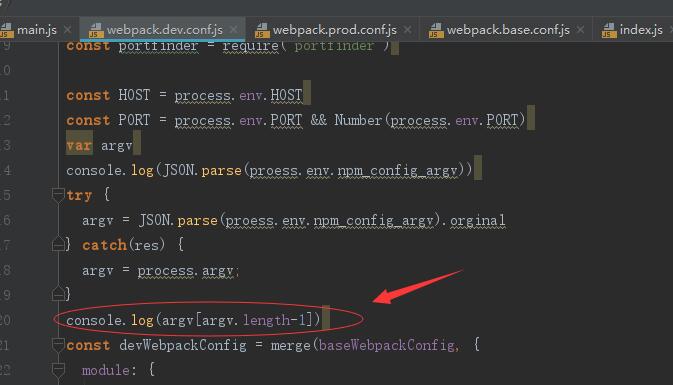 main.js × webpack.dev.conf.js × webpack.prod.conf.js × webpack.base.conf.js × index.js ×
9 const portfinder = require('portfinder')
10
11 const HOST = process.env.HOST
12 const PORT = process.env.PORT && Number(process.env.PORT)
13 var argv
14 console.log(JSON.parse(proess.env.npm_config_argv))
15 try {
16 argv = JSON.parse(proess.env.npm_config_argv).orginal
17 } catch(res) {
18 argv = process.argv;
19 }
20 console.log(argv[argv.length-1])
21 const devWebpackConfig = merge(baseWebpackConfig, {
22 module: {